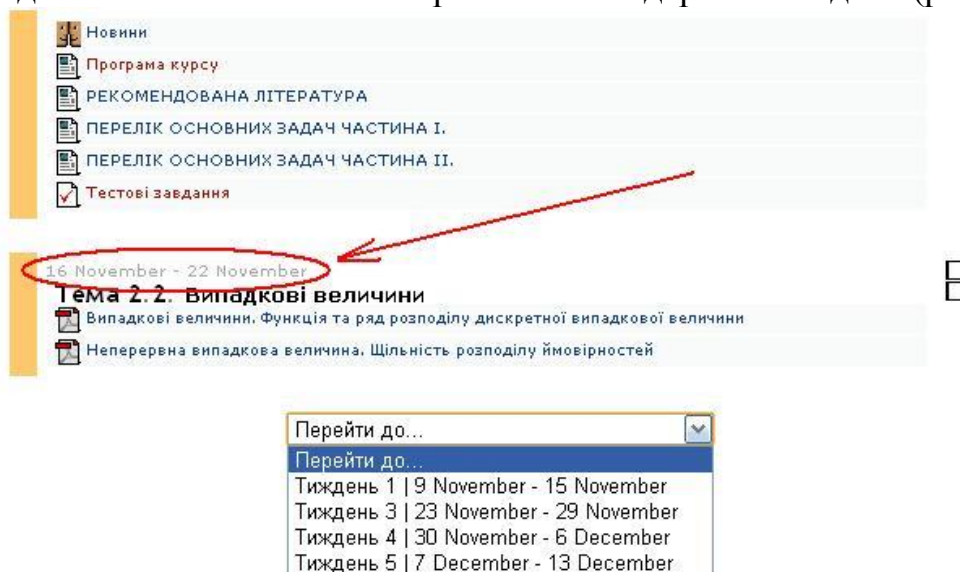 Новини
Програма курсу
РЕКОМЕНДОВАНА ЛІТЕРАТУРА
ПЕРЕЛІК ОСНОВНИХ ЗАДАЧ ЧАСТИНА I.
ПЕРЕЛІК ОСНОВНИХ ЗАДАЧ ЧАСТИНА II.
Тестові завдання
16 November - 22 November
Тема 2.2. Випадкові величини
Випадкові величини. Функція та ряд розподілу дискретної випадкової величини
Неперервна випадкова величина. Щільність розподілу ймовірностей
Перейти до...
Перейти до...
Тиждень 1 | 9 November - 15 November
Тиждень 3 | 23 November - 29 November
Тиждень 4 | 30 November - 6 December
Тиждень 5 | 7 December - 13 December